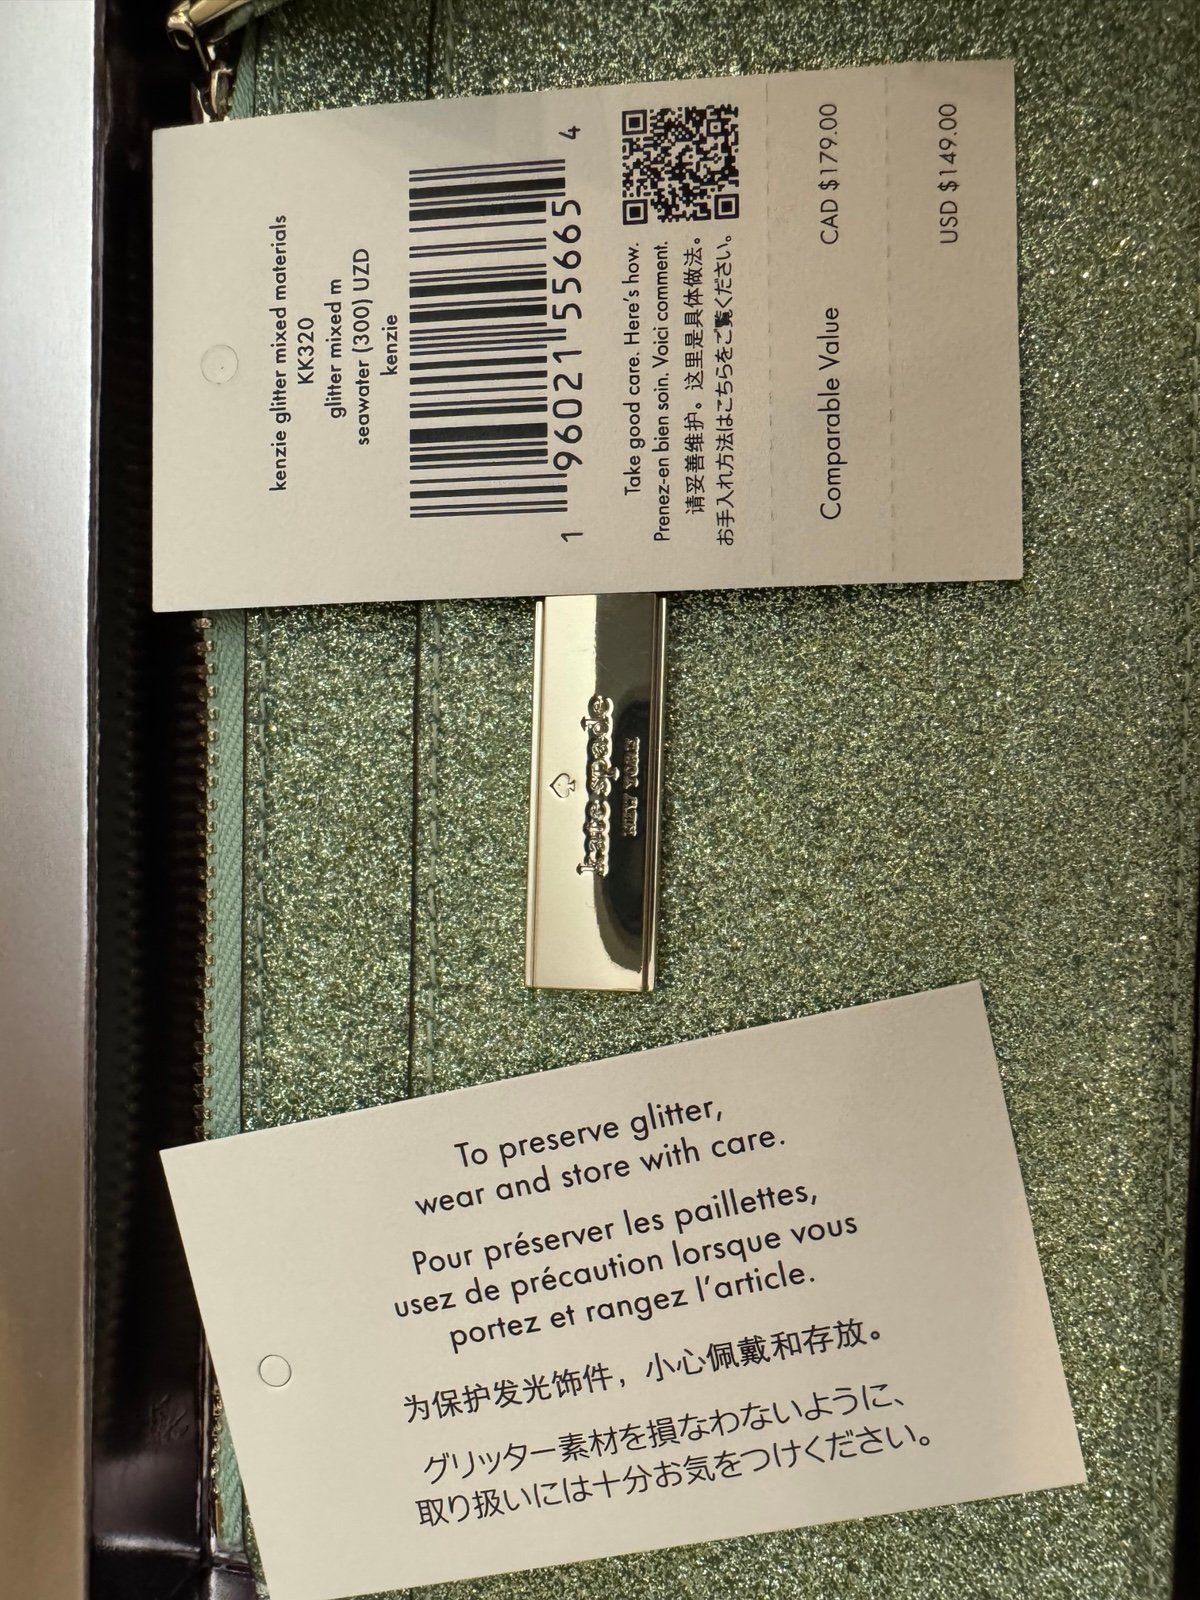 kenzie glitter mixed materials
KK320
glitter mixed m
seawater (300) UZD
kenzie
1 96021 55665 4
Take good care. Here's how.
Prenez-en bien soin. Voici comment.
请妥善维护。这里是具体做法。
お手入れ方法はこちらをご覧ください。
Comparable Value CAD $179.00
USD $149.00
kate spade
NEW YORK
To preserve glitter,
wear and store with care.
Pour préserver les paillettes,
usez de précaution lorsque vous
portez et rangez l'article.
为保护发光饰件，小心佩戴和存放。
グリッター素材を損なわないように、
取り扱いには十分お気をつけください。